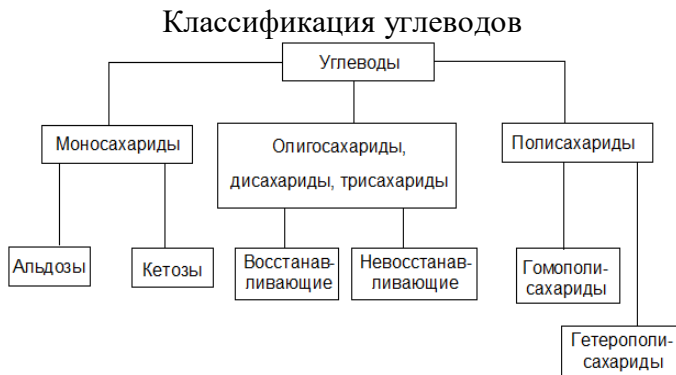 Классификация углеводов
Углеводы
Моносахариды
Олигосахариды,
дисахариды, трисахариды
Полисахариды
Альдозы
Кетозы
Восстанав-
ливающие
Невосстанав-
ливающие
Гомополи-
сахариды
Гетерополи-
сахариды